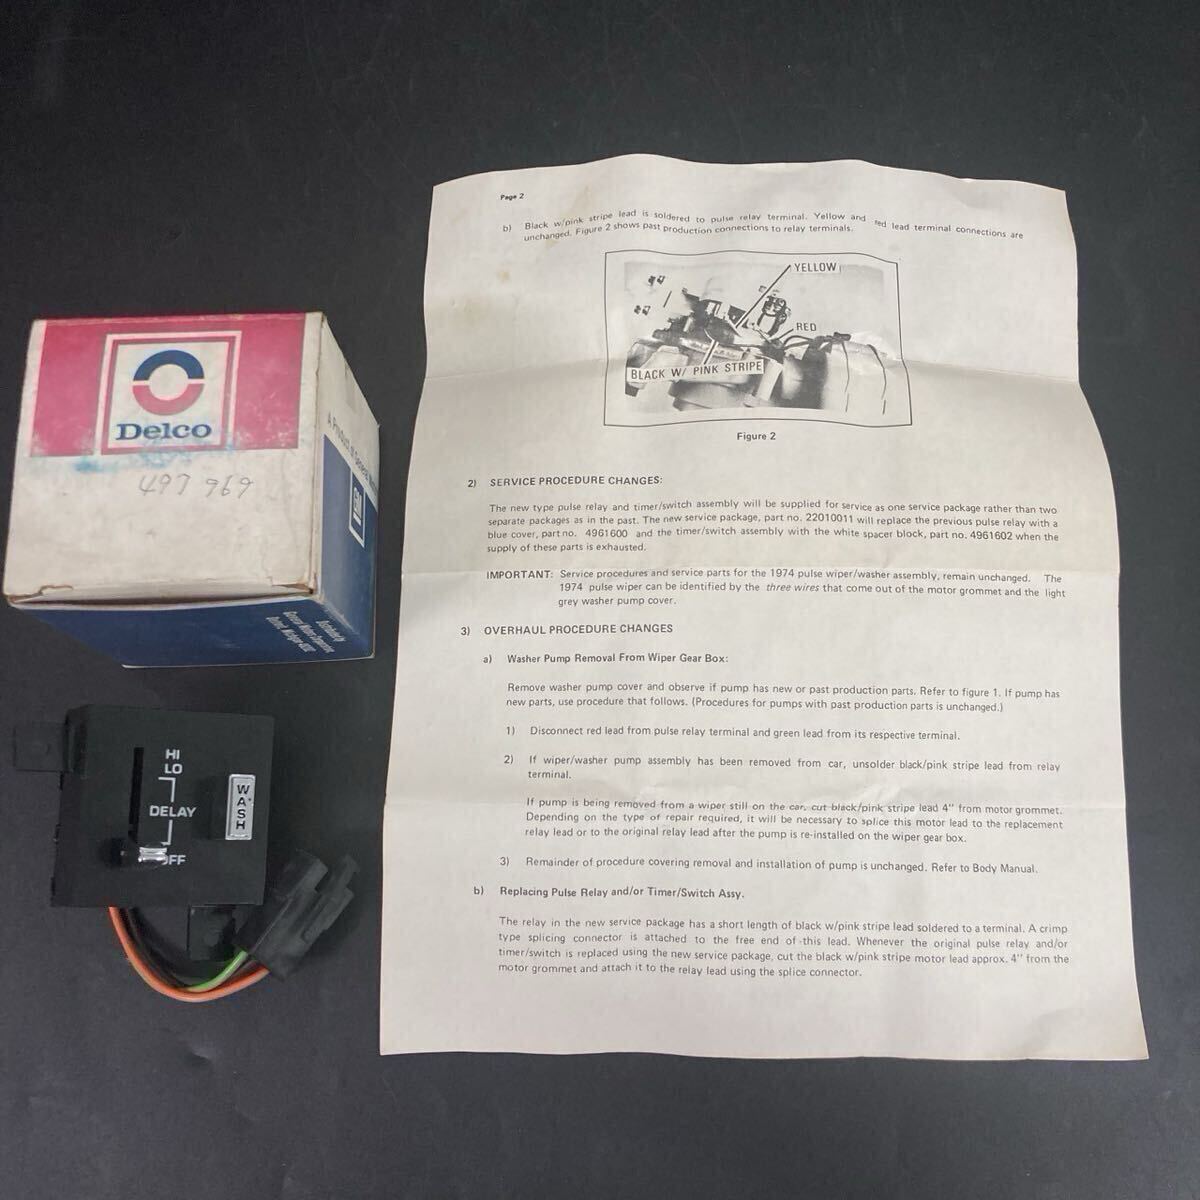 Page 2
b) Black w/pink stripe lead is soldered to pulse relay terminal. Yellow and red lead terminal connections are
unchanged. Figure 2 shows past production connections to relay terminals.
YELLOW
RED
BLACK W/ PINK STRIPE
Figure 2
2) SERVICE PROCEDURE CHANGES:
The new type pulse relay and timer/switch assembly will be supplied for service as one service package rather than two
separate packages as in the past. The new service package, part no. 22010011 will replace the previous pulse relay with a
blue cover, part no. 4961600 and the timer/switch assembly with the white spacer block, part no. 4961602 when the
supply of these parts is exhausted.
IMPORTANT: Service procedures and service parts for the 1974 pulse wiper/washer assembly, remain unchanged. The
1974 pulse wiper can be identified by the three wires that come out of the motor grommet and the light
grey washer pump cover.
3) OVERHAUL PROCEDURE CHANGES
a) Washer Pump Removal From Wiper Gear Box:
Remove washer pump cover and observe if pump has new or past production parts. Refer to figure 1. If pump has
new parts, use procedure that follows. (Procedures for pumps with past production parts is unchanged.)
1) Disconnect red lead from pulse relay terminal and green lead from its respective terminal.
2) If wiper/washer pump assembly has been removed from car, unsolder black/pink stripe lead from relay
terminal.
If pump is being removed from a wiper still on the car, cut black/pink stripe lead 4" from motor grommet.
Depending on the type of repair required, it will be necessary to splice this motor lead to the replacement
relay lead or to the original relay lead after the pump is re-installed on the wiper gear box.
3) Remainder of procedure covering removal and installation of pump is unchanged. Refer to Body Manual.
b) Replacing Pulse Relay and/or Timer/Switch Assy.
The relay in the new service package has a short length of black w/pink stripe lead soldered to a terminal. A crimp
type splicing connector is attached to the free end of this lead. Whenever the original pulse relay and/or
timer/switch is replaced using the new service package, cut the black w/pink stripe motor lead approx. 4" from the
motor grommet and attach it to the relay lead using the splice connector.
Delco
497 969
A Product of General
GM
Distributed by
General Motors Corporation
Detroit, Michigan
HI
LO
DELAY
OFF
WASH